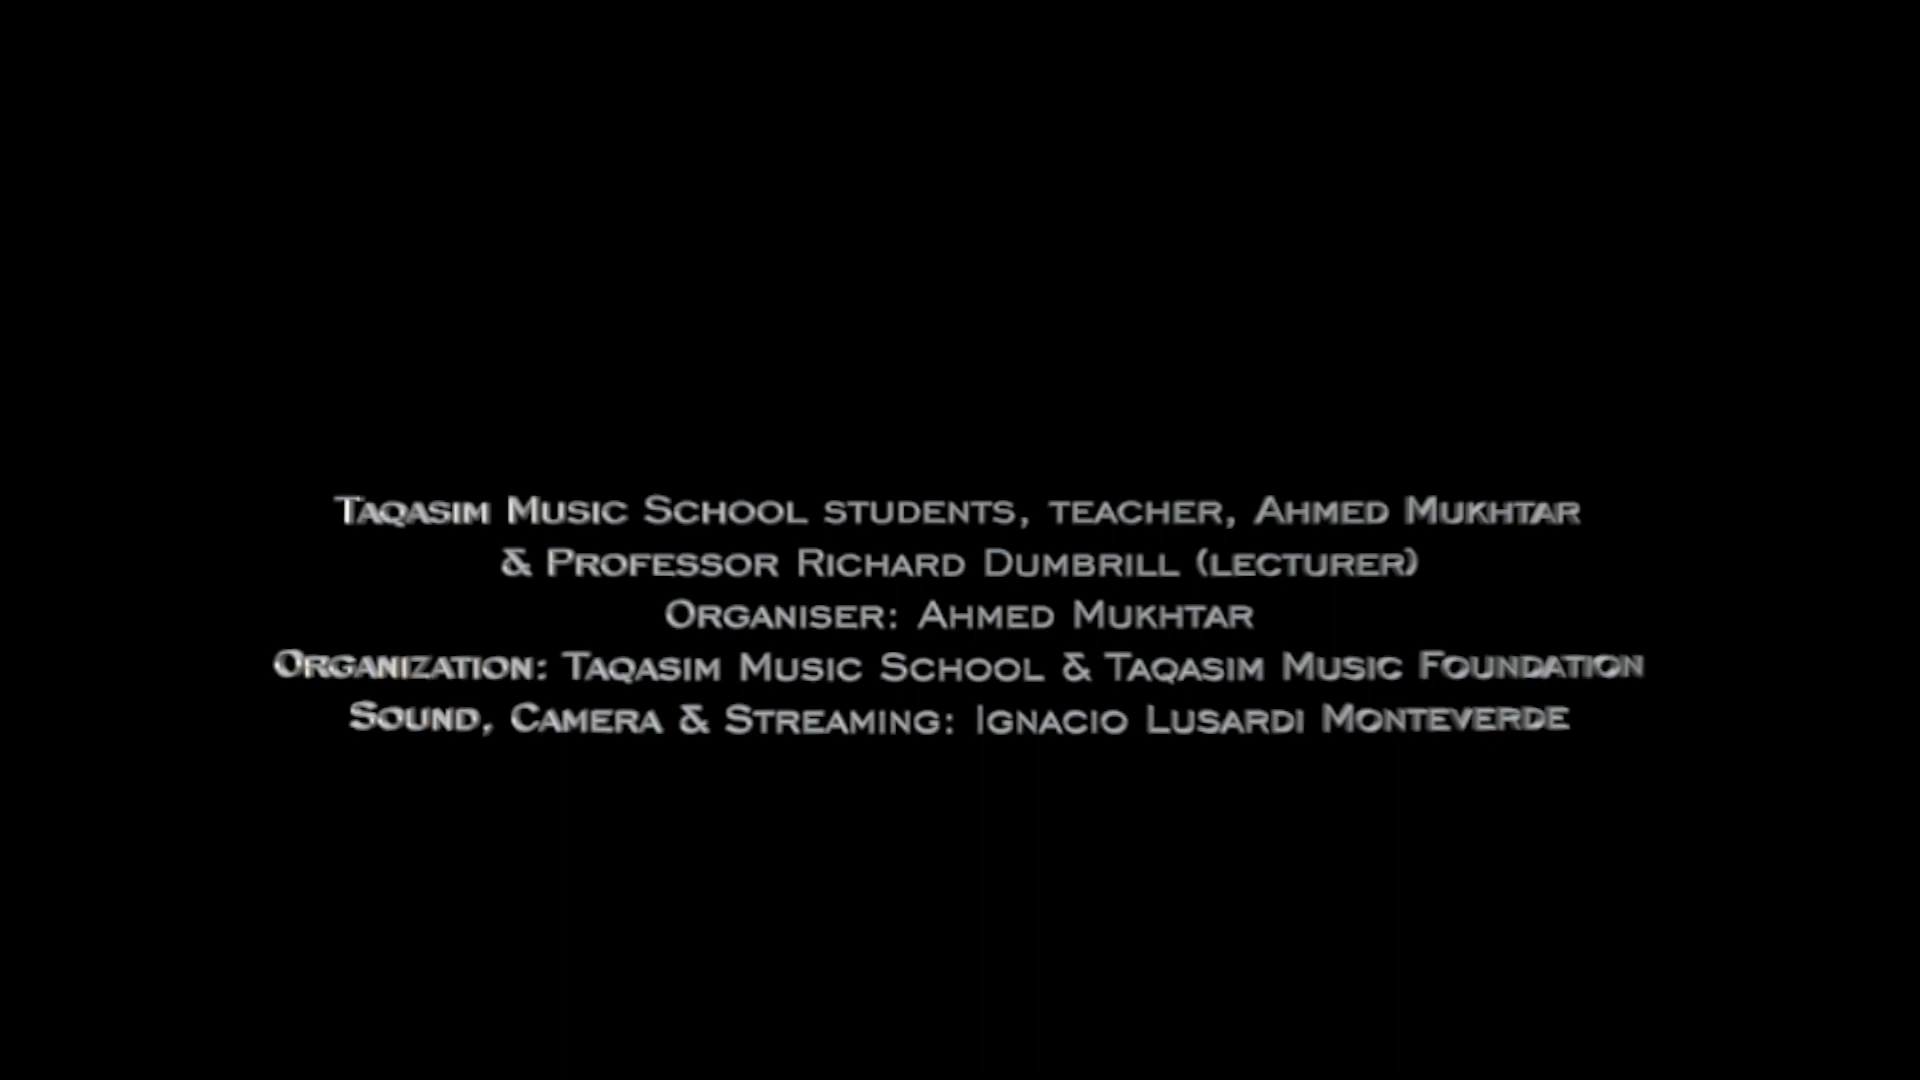 Taqasim Music School students, teacher, Ahmed Mukhtar
& Professor Richard Dumbrill (lecturer)
Organiser: Ahmed Mukhtar
Organization: Taqasim Music School & Taqasim Music Foundation
Sound, Camera & Streaming: Ignacio Lusardi Monteverde